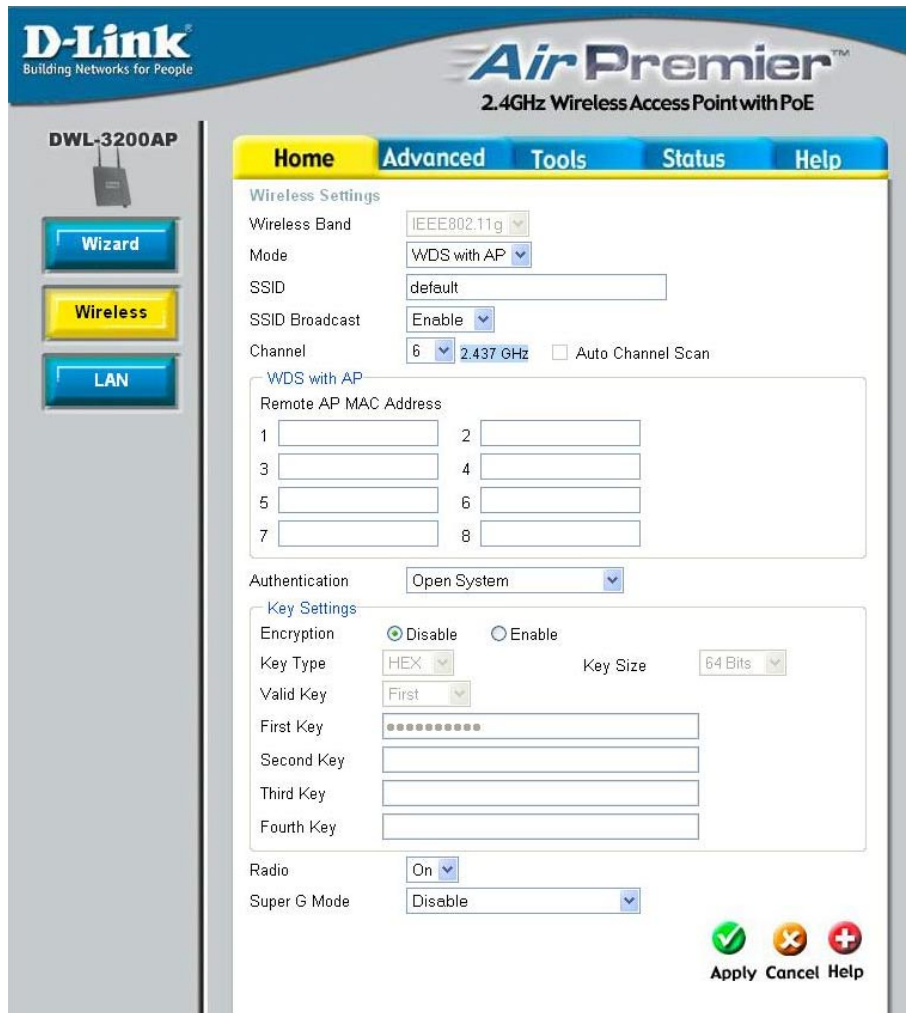 D-Link
Building Networks for People
Air Premier™
2.4GHz Wireless Access Point with PoE
DWL-3200AP
Home Advanced Tools Status Help
Wizard
Wireless
LAN
Wireless Settings
Wireless Band IEEE802.11g
Mode WDS with AP
SSID default
SSID Broadcast Enable
Channel 6 2.437 GHz Auto Channel Scan
WDS with AP
Remote AP MAC Address
1 2
3 4
5 6
7 8
Authentication Open System
Key Settings
Encryption Disable Enable
Key Type HEX Key Size 64 Bits
Valid Key First
First Key ●●●●●●●●●●
Second Key
Third Key
Fourth Key
Radio On
Super G Mode Disable
Apply Cancel Help